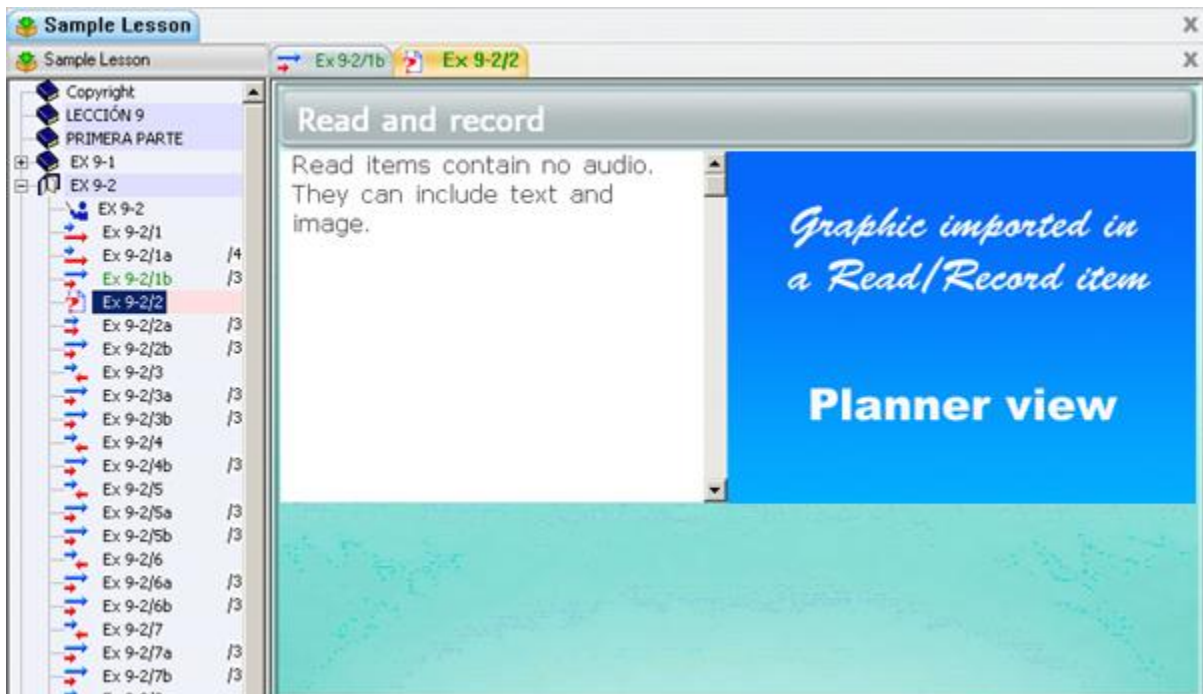 Sample Lesson
Sample Lesson
Ex 9-2/1b
Ex 9-2/2
Copyright
LECCIÓN 9
PRIMERA PARTE
EX 9-1
EX 9-2
EX 9-2
Ex 9-2/1
Ex 9-2/1a /4
Ex 9-2/1b /3
Ex 9-2/2
Ex 9-2/2a /3
Ex 9-2/2b /3
Ex 9-2/3
Ex 9-2/3a /3
Ex 9-2/3b /3
Ex 9-2/4
Ex 9-2/4b /3
Ex 9-2/5
Ex 9-2/5a /3
Ex 9-2/5b /3
Ex 9-2/6
Ex 9-2/6a /3
Ex 9-2/6b /3
Ex 9-2/7
Ex 9-2/7a /3
Ex 9-2/7b /3
Read and record
Read items contain no audio.
They can include text and
image.
Graphic imported in
a Read/Record item
Planner view